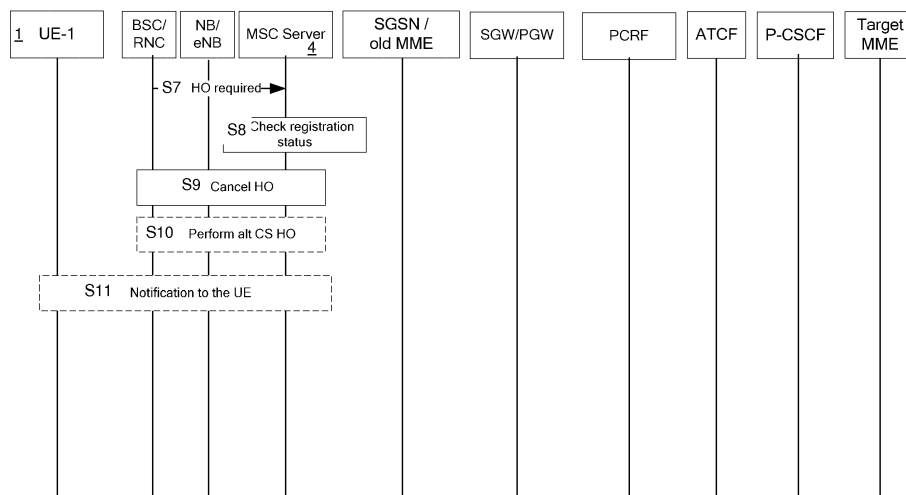 1 UE-1
BSC/
RNC
NB/
eNB
MSC Server
4
SGSN /
old MME
SGW/PGW
PCRF
ATCF
P-CSCF
Target
MME
S7 HO required
S8 Check registration
status
S9 Cancel HO
S10 Perform alt CS HO
S11 Notification to the UE